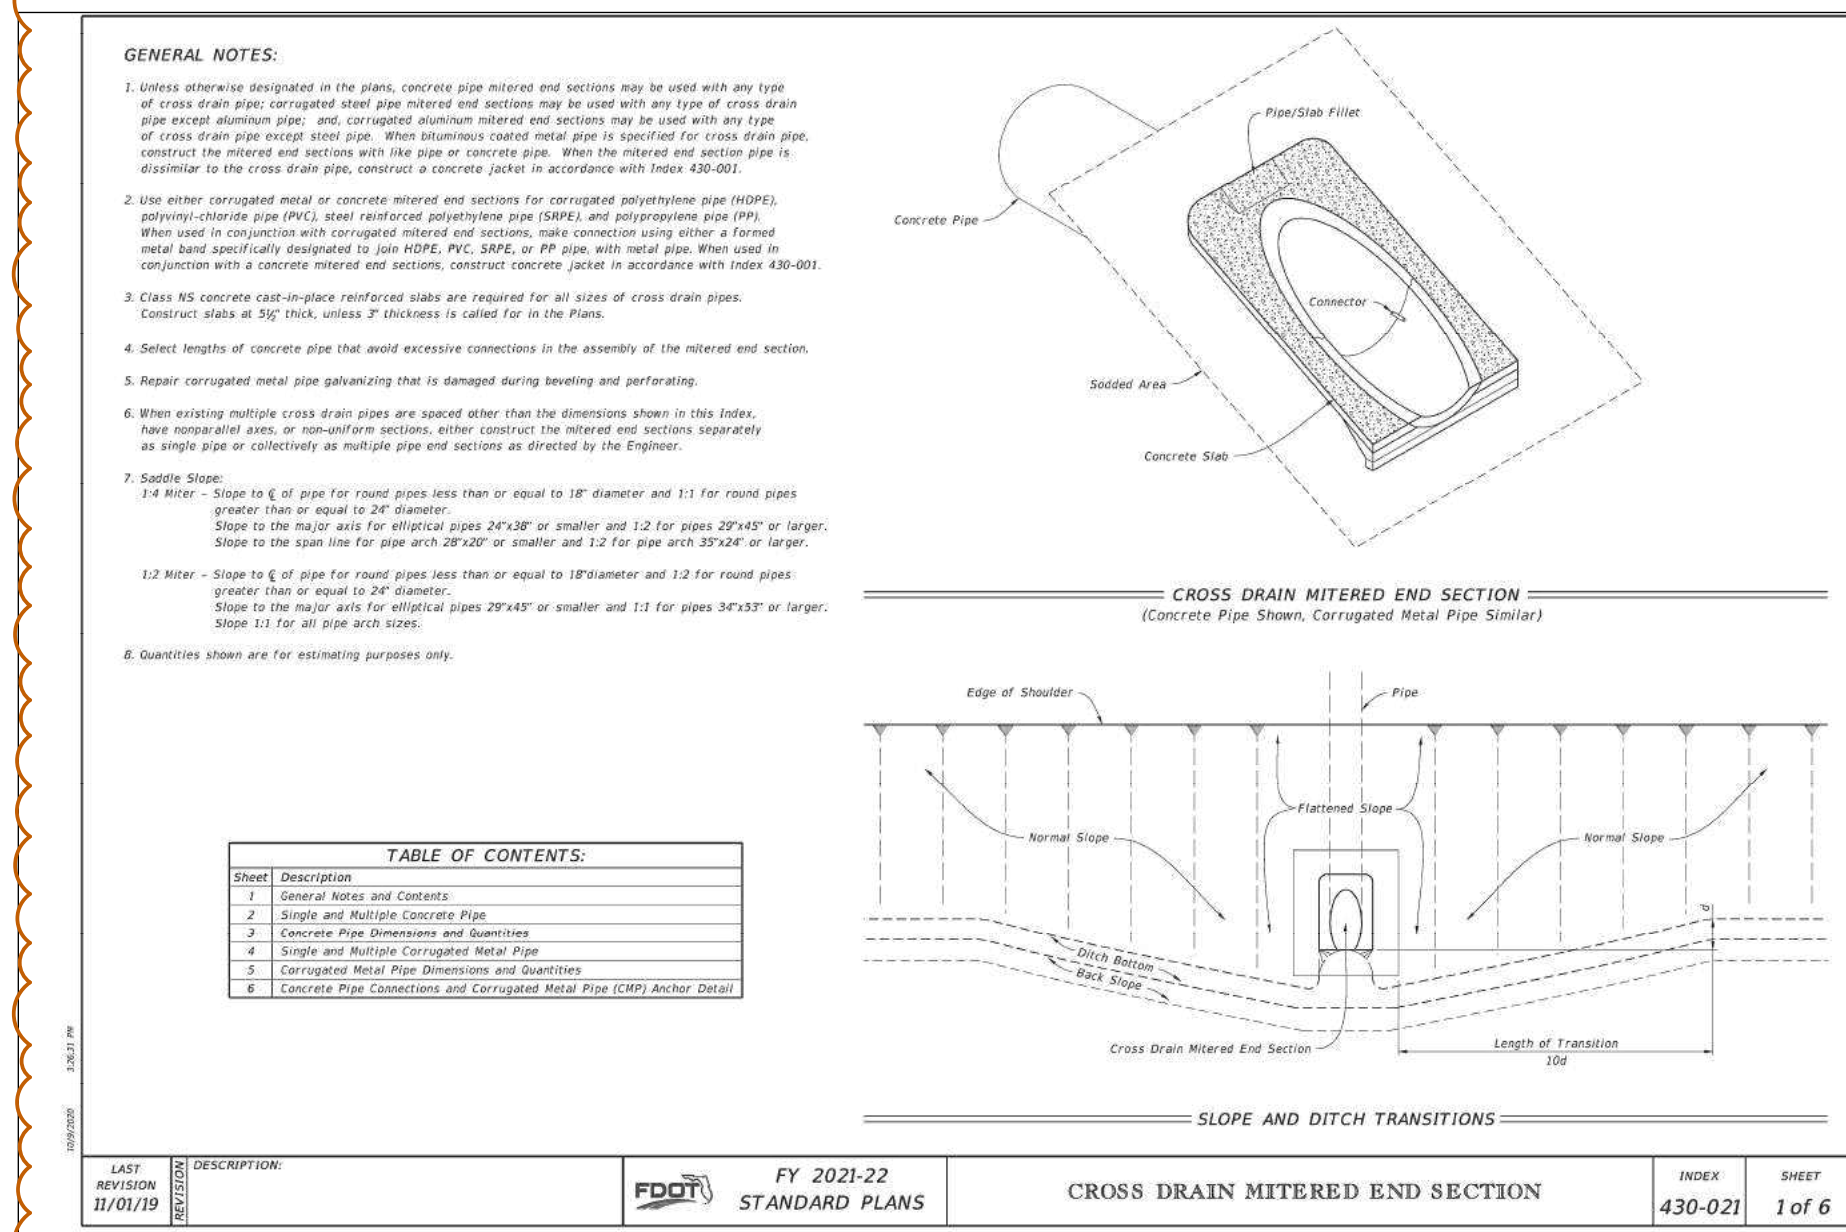 GENERAL NOTES:
1. Unless otherwise designated in the plans, concrete pipe mitered end sections may be used with any type
of cross drain pipe; corrugated steel pipe mitered end sections may be used with any type of cross drain
pipe except aluminum pipe; and, corrugated aluminum mitered end sections may be used with any type
of cross drain pipe except steel pipe. When bituminous coated metal pipe is specified for cross drain pipe,
construct the mitered end sections with like pipe or concrete pipe. When the mitered end section pipe is
dissimilar to the cross drain pipe, construct a concrete jacket in accordance with Index 430-001.
2. Use either corrugated metal or concrete mitered end sections for corrugated polyethylene pipe (HDPE),
polyvinyl-chloride pipe (PVC), steel reinforced polyethylene pipe (SRPE), and polypropylene pipe (PP).
When used in conjunction with corrugated mitered end sections, make connection using either a formed
metal band specifically designated to join HDPE, PVC, SRPE, or PP pipe, with metal pipe. When used in
conjunction with a concrete mitered end sections, construct concrete jacket in accordance with Index 430-001.
3. Class NS concrete cast-in-place reinforced slabs are required for all sizes of cross drain pipes.
Construct slabs at 5½" thick, unless 3" thickness is called for in the Plans.
4. Select lengths of concrete pipe that avoid excessive connections in the assembly of the mitered end section.
5. Repair corrugated metal pipe galvanizing that is damaged during beveling and perforating.
6. When existing multiple cross drain pipes are spaced other than the dimensions shown in this Index,
have nonparallel axes, or non-uniform sections, either construct the mitered end sections separately
as single pipe or collectively as multiple pipe end sections as directed by the Engineer.
7. Saddle Slope:
1:4 Miter - Slope to ℄ of pipe for round pipes less than or equal to 18" diameter and 1:1 for round pipes
greater than or equal to 24" diameter.
Slope to the major axis for elliptical pipes 24"x38" or smaller and 1:2 for pipes 29"x45" or larger.
Slope to the span line for pipe arch 28"x20" or smaller and 1:2 for pipe arch 35"x24" or larger.
1:2 Miter - Slope to ℄ of pipe for round pipes less than or equal to 18"diameter and 1:2 for round pipes
greater than or equal to 24" diameter.
Slope to the major axis for elliptical pipes 29"x45" or smaller and 1:1 for pipes 34"x53" or larger.
Slope 1:1 for all pipe arch sizes.
8. Quantities shown are for estimating purposes only.
TABLE OF CONTENTS:
Sheet Description
1 General Notes and Contents
2 Single and Multiple Concrete Pipe
3 Concrete Pipe Dimensions and Quantities
4 Single and Multiple Corrugated Metal Pipe
5 Corrugated Metal Pipe Dimensions and Quantities
6 Concrete Pipe Connections and Corrugated Metal Pipe (CMP) Anchor Detail
Pipe/Slab Fillet
Concrete Pipe
Connector
Sodded Area
Concrete Slab
CROSS DRAIN MITERED END SECTION
(Concrete Pipe Shown, Corrugated Metal Pipe Similar)
Edge of Shoulder
Pipe
Flattened Slope
Normal Slope
Normal Slope
d
Ditch Bottom
Back Slope
Cross Drain Mitered End Section
Length of Transition
10d
SLOPE AND DITCH TRANSITIONS
10/9/2020 3:26:31 PM
LAST
REVISION
11/01/19
REVISION
DESCRIPTION:
FDOT
FY 2021-22
STANDARD PLANS
CROSS DRAIN MITERED END SECTION
INDEX
430-021
SHEET
1 of 6